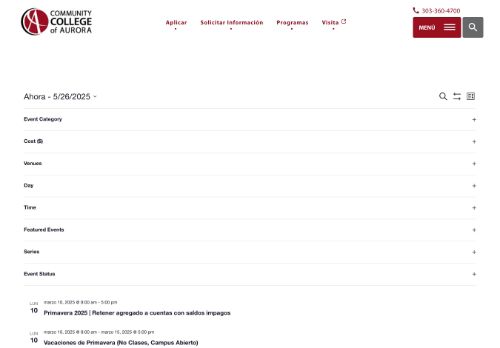 COMMUNITY
COLLEGE
of AURORA
Aplicar
Solicitar Información
Programas
Visita
303-360-4700
MENÚ
Ahora - 5/26/2025
Event Category
Cost ($)
Venues
Day
Time
Featured Events
Series
Event Status
LUN
10
marzo 10, 2025 @ 8:00 am - 5:00 pm
Primavera 2025 | Retener agregado a cuentas con saldos impagos
LUN
10
marzo 10, 2025 @ 8:00 am - marzo 15, 2025 @ 5:00 pm
Vacaciones de Primavera (No Clases, Campus Abierto)